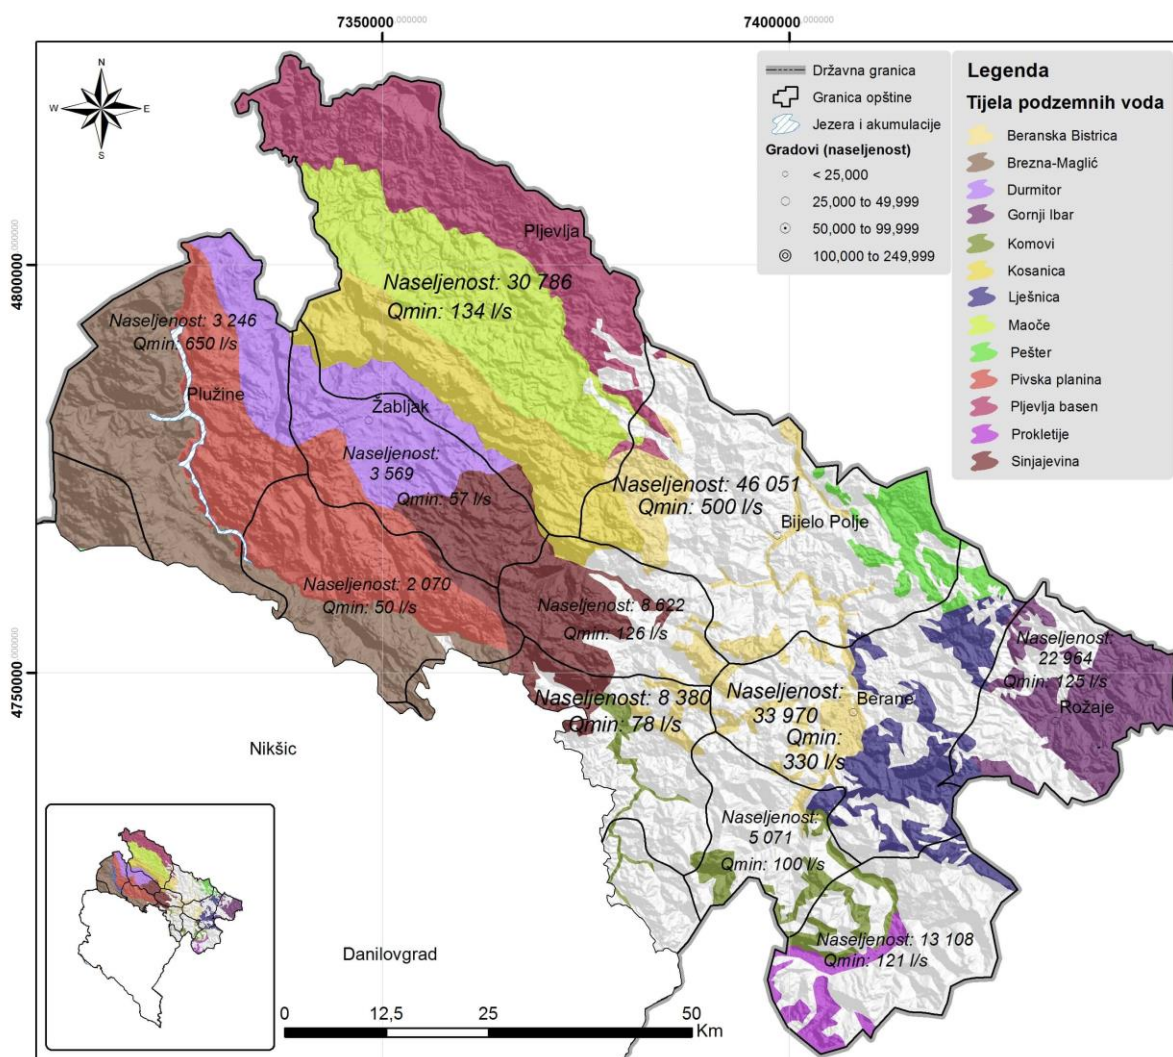 7350000,000000
7400000,000000
4800000,000000
4750000,000000
N
W
E
S
Državna granica
Granica opštine
Jezera i akumulacije
Gradovi (naseljenost)
< 25,000
25,000 to 49,999
50,000 to 99,999
100,000 to 249,999
Legenda
Tijela podzemnih voda
Beranska Bistrica
Brezna-Maglić
Durmitor
Gornji Ibar
Komovi
Kosanica
Lješnica
Maoče
Pešter
Pivska planina
Pljevlja basen
Prokletije
Sinjajevina
Pljevlja
Naseljenost: 30 786
Qmin: 134 l/s
Naseljenost: 3 246
Qmin: 650 l/s
Plužine
Žabljak
Naseljenost:
3 569
Qmin: 57 l/s
Naseljenost: 46 051
Qmin: 500 l/s
Bijelo Polje
Naseljenost: 2 070
Qmin: 50 l/s
Naseljenost: 8 622
Qmin: 126 l/s
Naseljenost:
22 964
Qmin: 125 l/s
Rožaje
Naseljenost: 8 380
Qmin: 78 l/s
Naseljenost:
33 970
Qmin:
330 l/s
Berane
Nikšic
Naseljenost:
5 071
Qmin: 100 l/s
Naseljenost: 13 108
Qmin: 121 l/s
Danilovgrad
0
12,5
25
50
Km